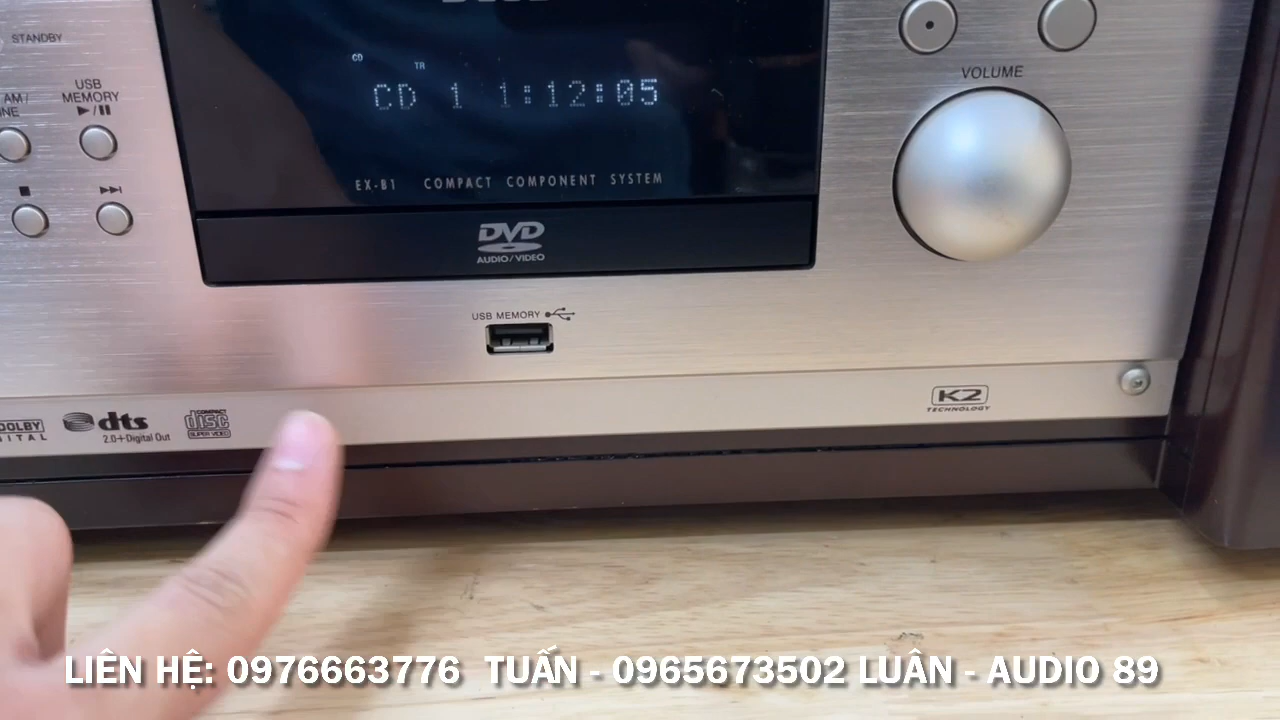 STANDBY
USB
MEMORY
AM/
CD
TR
CD 1 1:12:05
VOLUME
EX-B1 COMPACT COMPONENT SYSTEM
DVD
AUDIO/VIDEO
USB MEMORY
dts
2.0+Digital Out
COMPACT
disc
SUPER VIDEO
K2
TECHNOLOGY
LIÊN HỆ: 0976663776 TUẤN - 0965673502 LUÂN - AUDIO 89